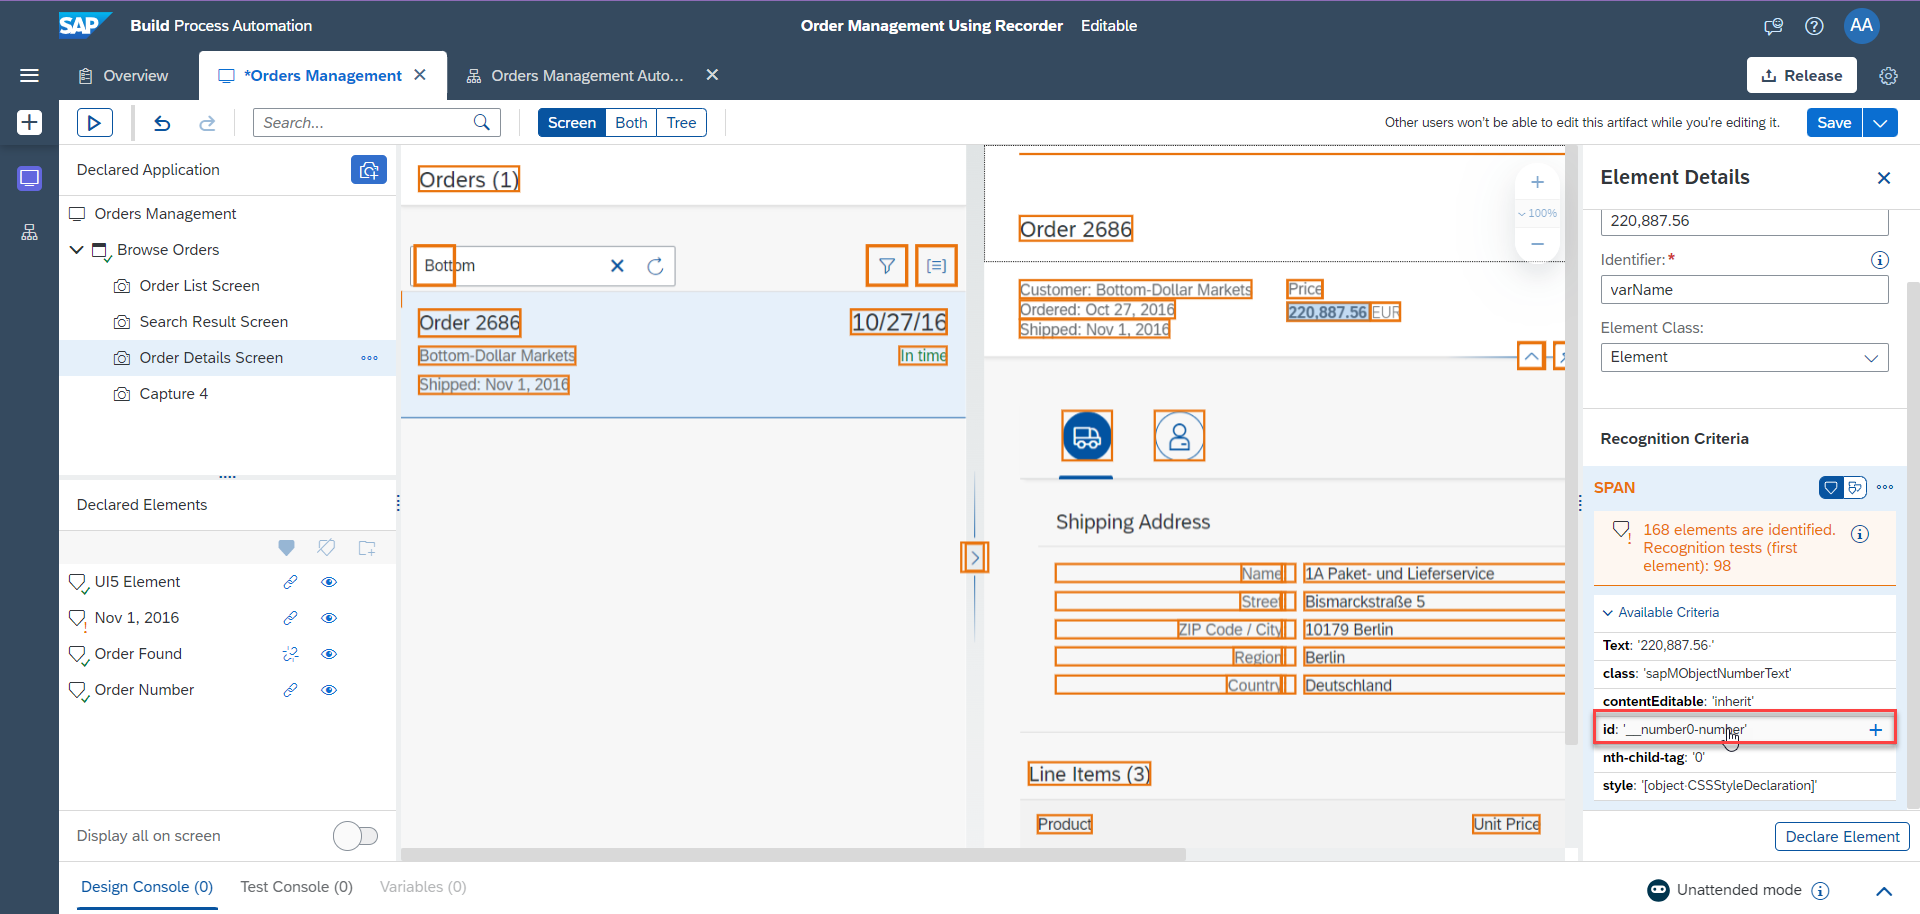 SAP Build Process Automation
Order Management Using Recorder Editable
AA
Overview
*Orders Management
Orders Management Auto...
Release
Search...
Screen Both Tree
Other users won't be able to edit this artifact while you're editing it.
Save
Declared Application
Orders Management
Browse Orders
Order List Screen
Search Result Screen
Order Details Screen
Capture 4
Declared Elements
UI5 Element
Nov 1, 2016
Order Found
Order Number
Display all on screen
Orders (1)
Bottom
Order 2686
10/27/16
Bottom-Dollar Markets
In time
Shipped: Nov 1, 2016
100%
Order 2686
Customer: Bottom-Dollar Markets
Price
Ordered: Oct 27, 2016
220,887.56 EUR
Shipped: Nov 1, 2016
Shipping Address
Name 1A Paket- und Lieferservice
Street Bismarckstraße 5
ZIP Code / City 10179 Berlin
Region Berlin
Country Deutschland
Line Items (3)
Product Unit Price
Element Details
220,887.56
Identifier:*
varName
Element Class:
Element
Recognition Criteria
SPAN
168 elements are identified.
Recognition tests (first
element): 98
Available Criteria
Text: '220,887.56·'
class: 'sapMObjectNumberText'
contentEditable: 'inherit'
id: '__number0-number'
nth-child-tag: '0'
style: '[object·CSSStyleDeclaration]'
Declare Element
Design Console (0) Test Console (0) Variables (0)
Unattended mode